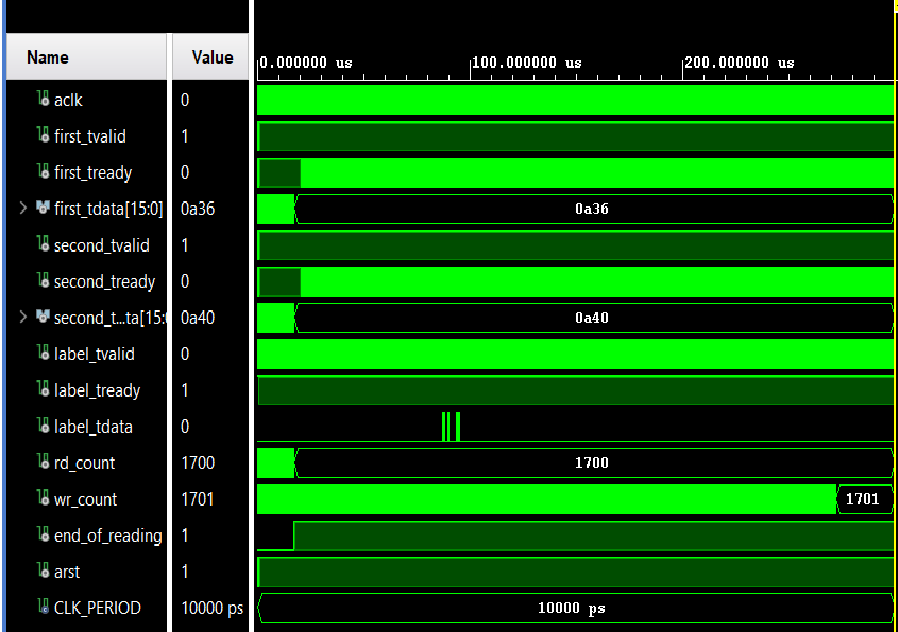 Name Value 0.000000 us 100.000000 us 200.000000 us
aclk 0
first_tvalid 1
first_tready 0
first_tdata[15:0] 0a36 0a36
second_tvalid 1
second_tready 0
second_t...ta[15:0 0a40 0a40
label_tvalid 0
label_tready 1
label_tdata 0
rd_count 1700 1700
wr_count 1701 1701
end_of_reading 1
arst 1
CLK_PERIOD 10000 ps 10000 ps